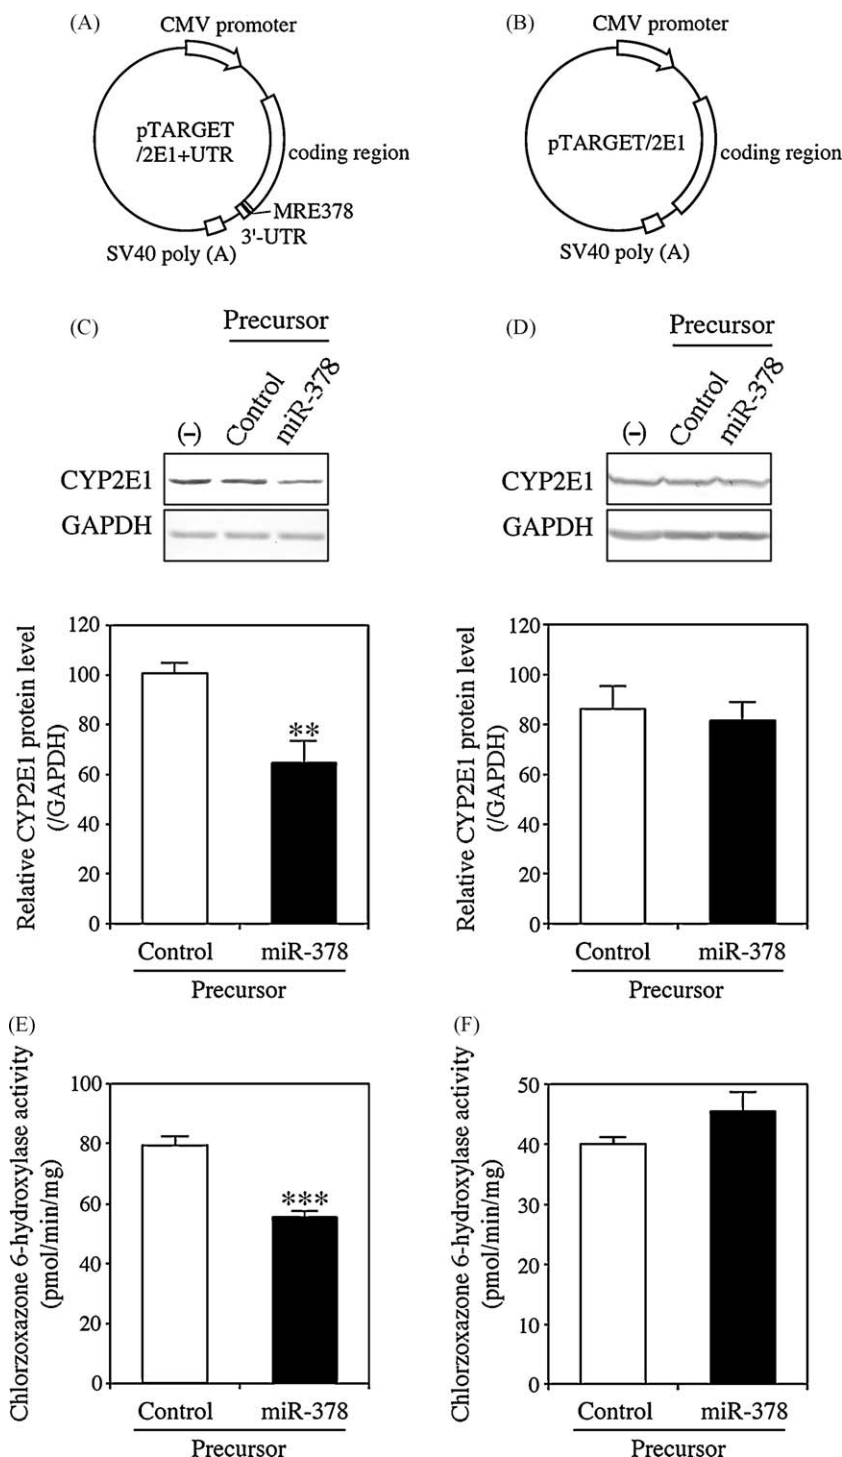 (A)
CMV promoter
pTARGET
/2E1+UTR
coding region
MRE378
3'-UTR
SV40 poly (A)
(B)
CMV promoter
pTARGET/2E1
coding region
SV40 poly (A)
(C)
Precursor
(-)
Control
miR-378
CYP2E1
GAPDH
Relative CYP2E1 protein level
(/GAPDH)
120
100
80
60
40
20
0
**
Control
miR-378
Precursor
(D)
Precursor
(-)
Control
miR-378
CYP2E1
GAPDH
Relative CYP2E1 protein level
(/GAPDH)
120
100
80
60
40
20
0
Control
miR-378
Precursor
(E)
Chlorzoxazone 6-hydroxylase activity
(pmol/min/mg)
100
80
60
40
20
0
***
Control
miR-378
Precursor
(F)
Chlorzoxazone 6-hydroxylase activity
(pmol/min/mg)
50
40
30
20
10
0
Control
miR-378
Precursor